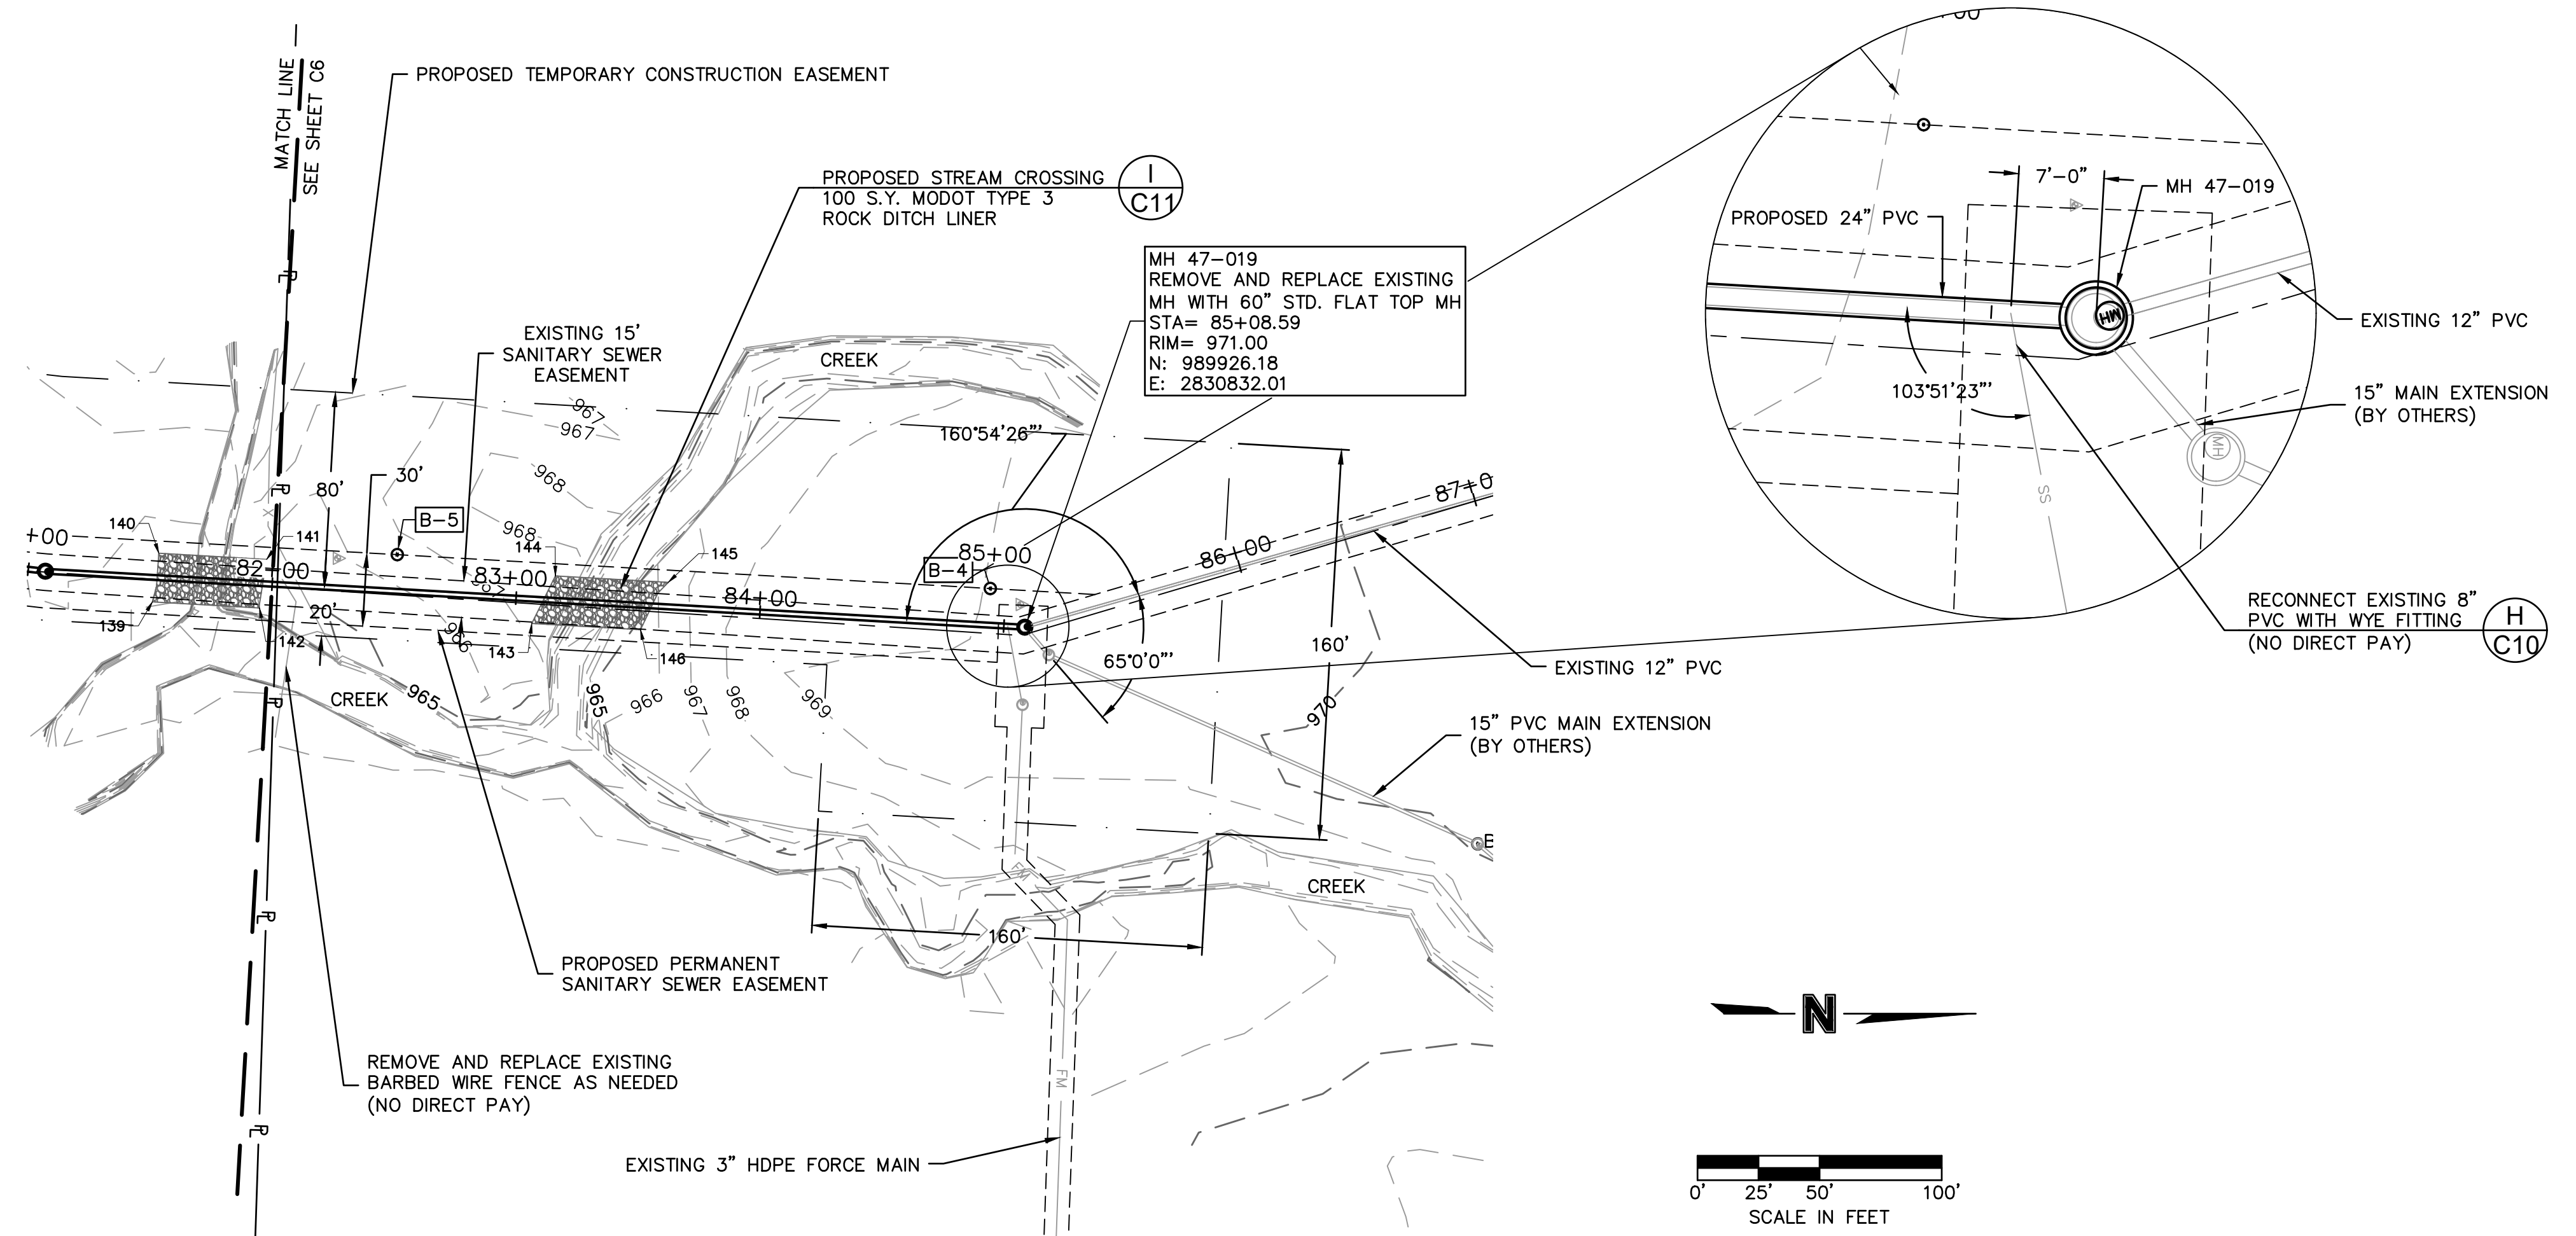 MATCH LINE
SEE SHEET C6
PROPOSED TEMPORARY CONSTRUCTION EASEMENT
PROPOSED STREAM CROSSING
100 S.Y. MODOT TYPE 3
ROCK DITCH LINER
I
C11
MH 47-019
REMOVE AND REPLACE EXISTING
MH WITH 60" STD. FLAT TOP MH
STA= 85+08.59
RIM= 971.00
N: 989926.18
E: 2830832.01
EXISTING 15'
SANITARY SEWER
EASEMENT
CREEK
967
967
968
968
967
966
965
965
966
967
968
969
970
160°54'26"'
80'
30'
20'
B-5
B-4
140
141
139
142
144
145
143
146
+00
82+00
83+00
84+00
85+00
86+00
87+0
65°0'0"'
160'
160'
CREEK
CREEK
EXISTING 12" PVC
15" PVC MAIN EXTENSION
(BY OTHERS)
PROPOSED PERMANENT
SANITARY SEWER EASEMENT
REMOVE AND REPLACE EXISTING
BARBED WIRE FENCE AS NEEDED
(NO DIRECT PAY)
EXISTING 3" HDPE FORCE MAIN
FM
FM
PL
PL
PL
PL
PL
7'-0"
MH 47-019
PROPOSED 24" PVC
MH
MH
SS
103°51'23"'
EXISTING 12" PVC
15" MAIN EXTENSION
(BY OTHERS)
RECONNECT EXISTING 8"
PVC WITH WYE FITTING
(NO DIRECT PAY)
H
C10
N
0'
25'
50'
100'
SCALE IN FEET